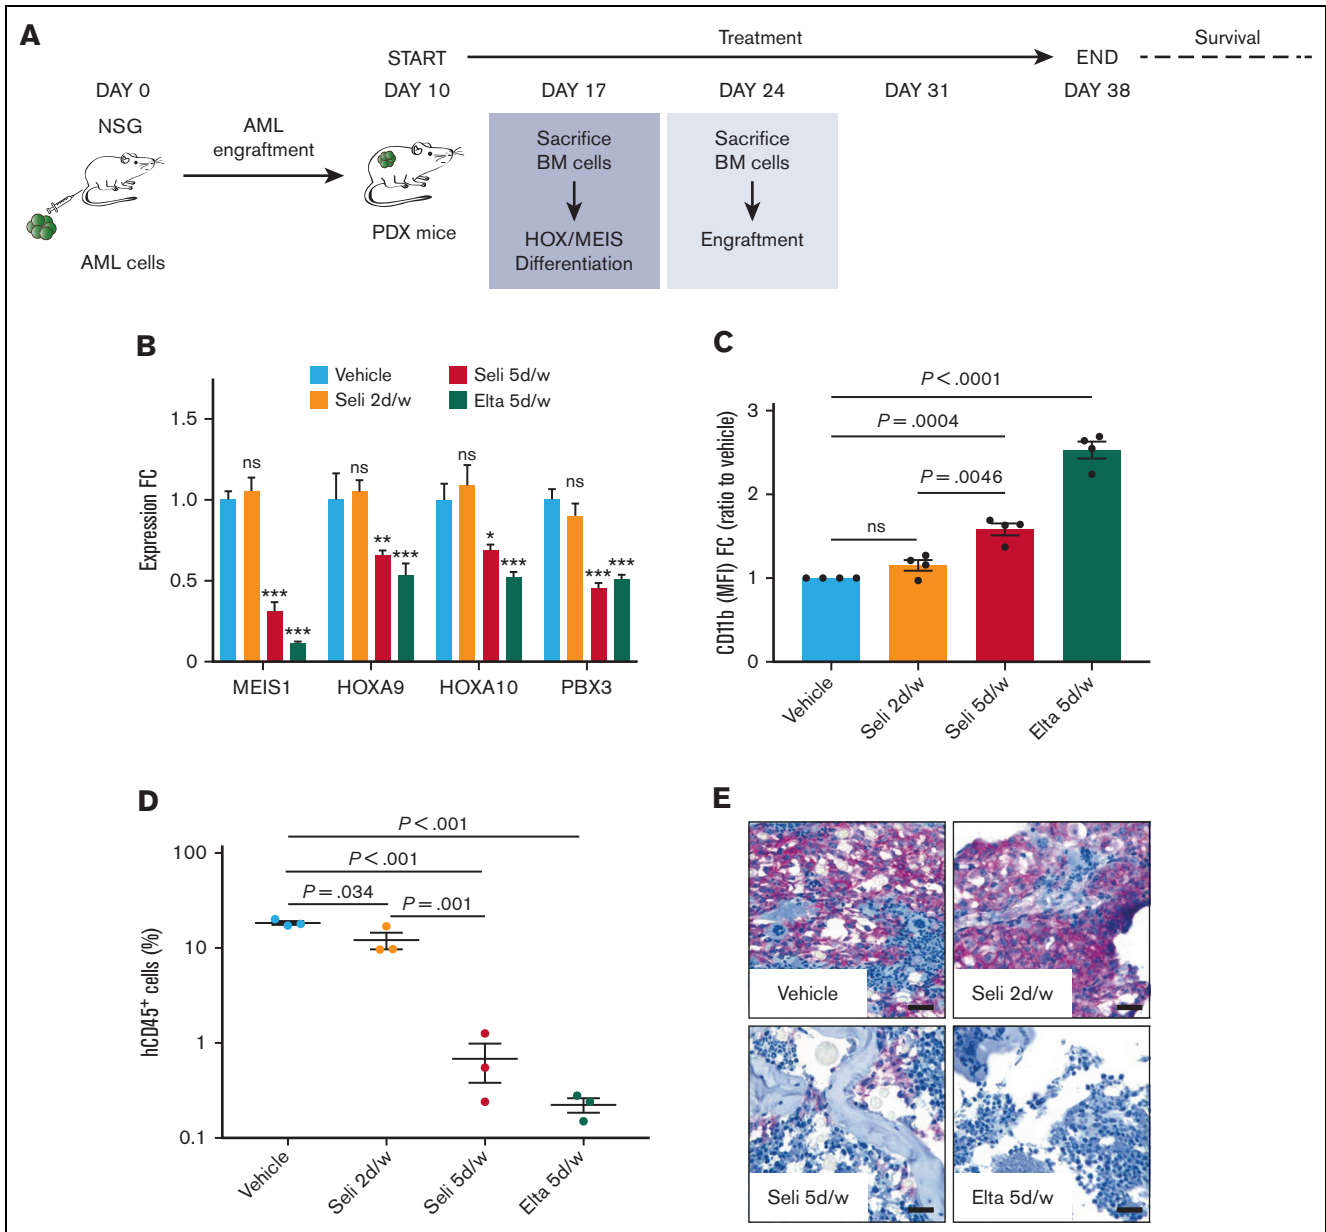 A
START
Treatment
END
Survival
DAY 0
DAY 10
DAY 17
DAY 24
DAY 31
DAY 38
NSG
AML
engraftment
AML cells
PDX mice
Sacrifice
BM cells
HOX/MEIS
Differentiation
Sacrifice
BM cells
Engraftment
B
Vehicle
Seli 2d/w
Seli 5d/w
Elta 5d/w
Expression FC
1.5
1.0
0.5
0
ns
***
***
ns
**
***
ns
*
***
ns
***
***
MEIS1
HOXA9
HOXA10
PBX3
C
CD11b (MFI) FC (ratio to vehicle)
3
2
1
0
P < .0001
P = .0004
P = .0046
ns
Vehicle
Seli 2d/w
Seli 5d/w
Elta 5d/w
D
hCD45+ cells (%)
100
10
1
0.1
P < .001
P < .001
P = .034
P = .001
Vehicle
Seli 2d/w
Seli 5d/w
Elta 5d/w
E
Vehicle
Seli 2d/w
Seli 5d/w
Elta 5d/w